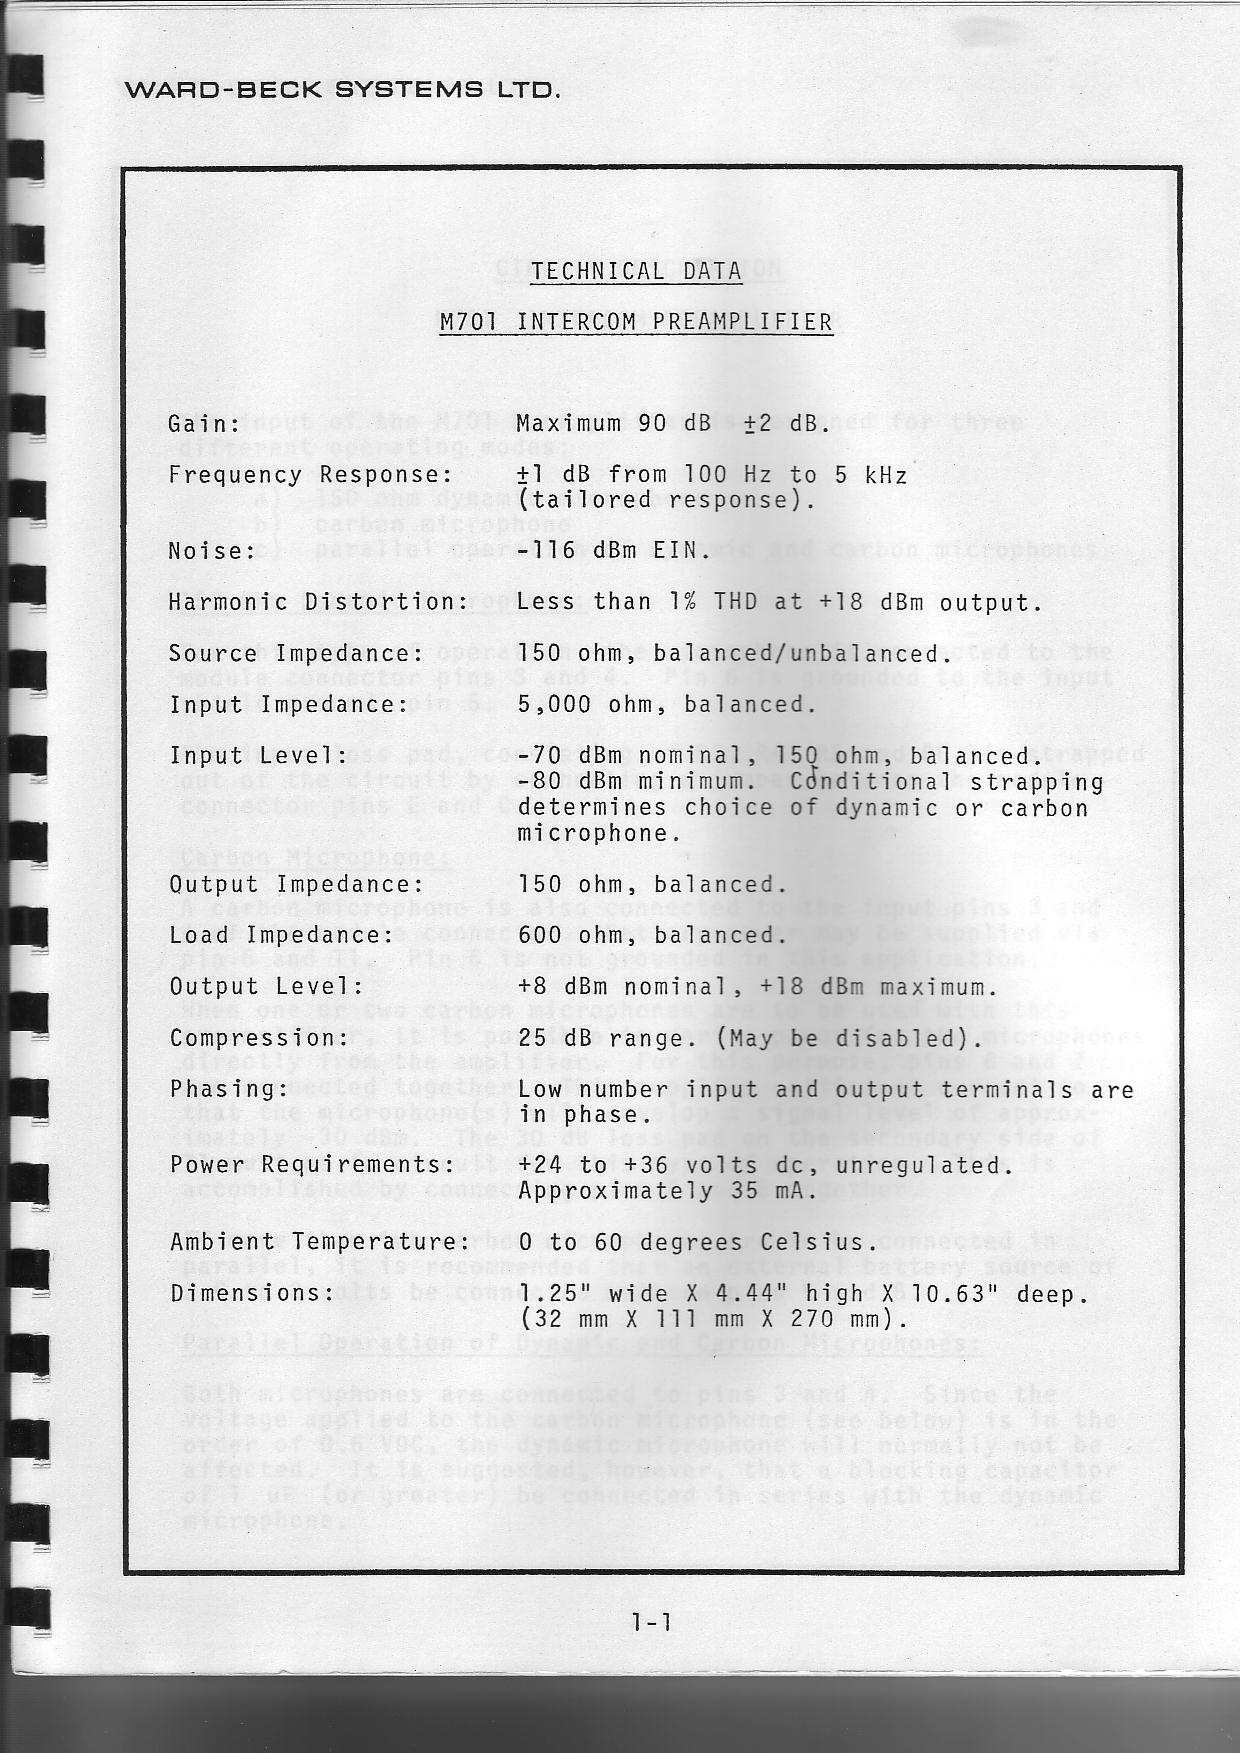 WARD-BECK SYSTEMS LTD.
TECHNICAL DATA
M701 INTERCOM PREAMPLIFIER
Gain: Maximum 90 dB ±2 dB.
Frequency Response: ±1 dB from 100 Hz to 5 kHz
(tailored response).
Noise: -116 dBm EIN.
Harmonic Distortion: Less than 1% THD at +18 dBm output.
Source Impedance: 150 ohm, balanced/unbalanced.
Input Impedance: 5,000 ohm, balanced.
Input Level: -70 dBm nominal, 150 ohm, balanced.
-80 dBm minimum. Conditional strapping
determines choice of dynamic or carbon
microphone.
Output Impedance: 150 ohm, balanced.
Load Impedance: 600 ohm, balanced.
Output Level: +8 dBm nominal, +18 dBm maximum.
Compression: 25 dB range. (May be disabled).
Phasing: Low number input and output terminals are
in phase.
Power Requirements: +24 to +36 volts dc, unregulated.
Approximately 35 mA.
Ambient Temperature: 0 to 60 degrees Celsius.
Dimensions: 1.25" wide X 4.44" high X 10.63" deep.
(32 mm X 111 mm X 270 mm).
1-1